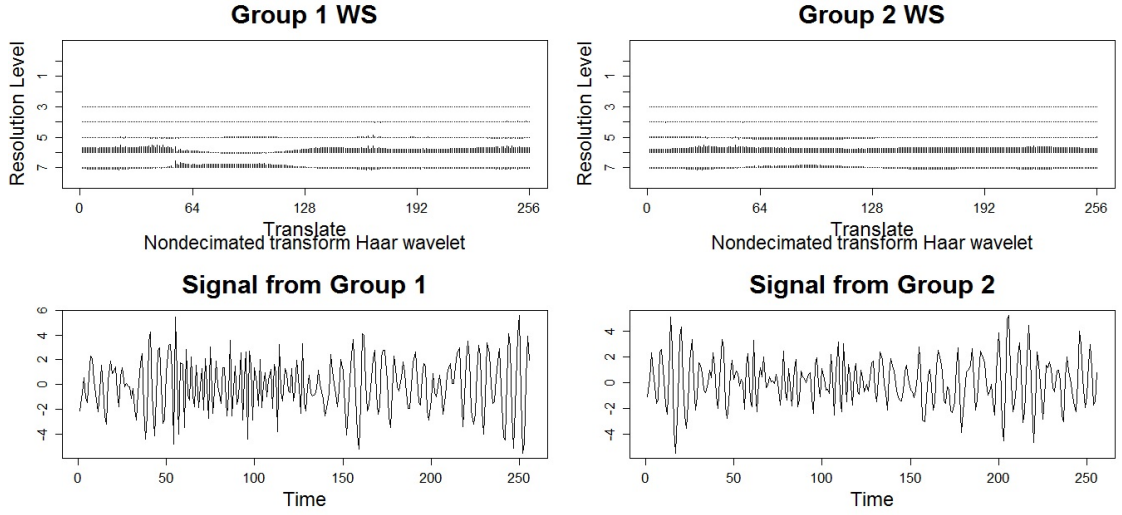 Group 1 WS
Group 2 WS
Resolution Level
1
3
5
7
0 64 128 192 256
Translate
Nondecimated transform Haar wavelet
Resolution Level
1
3
5
7
0 64 128 192 256
Translate
Nondecimated transform Haar wavelet
Signal from Group 1
Signal from Group 2
6
4
2
0
-2
-4
0 50 100 150 200 250
Time
4
2
0
-2
-4
0 50 100 150 200 250
Time